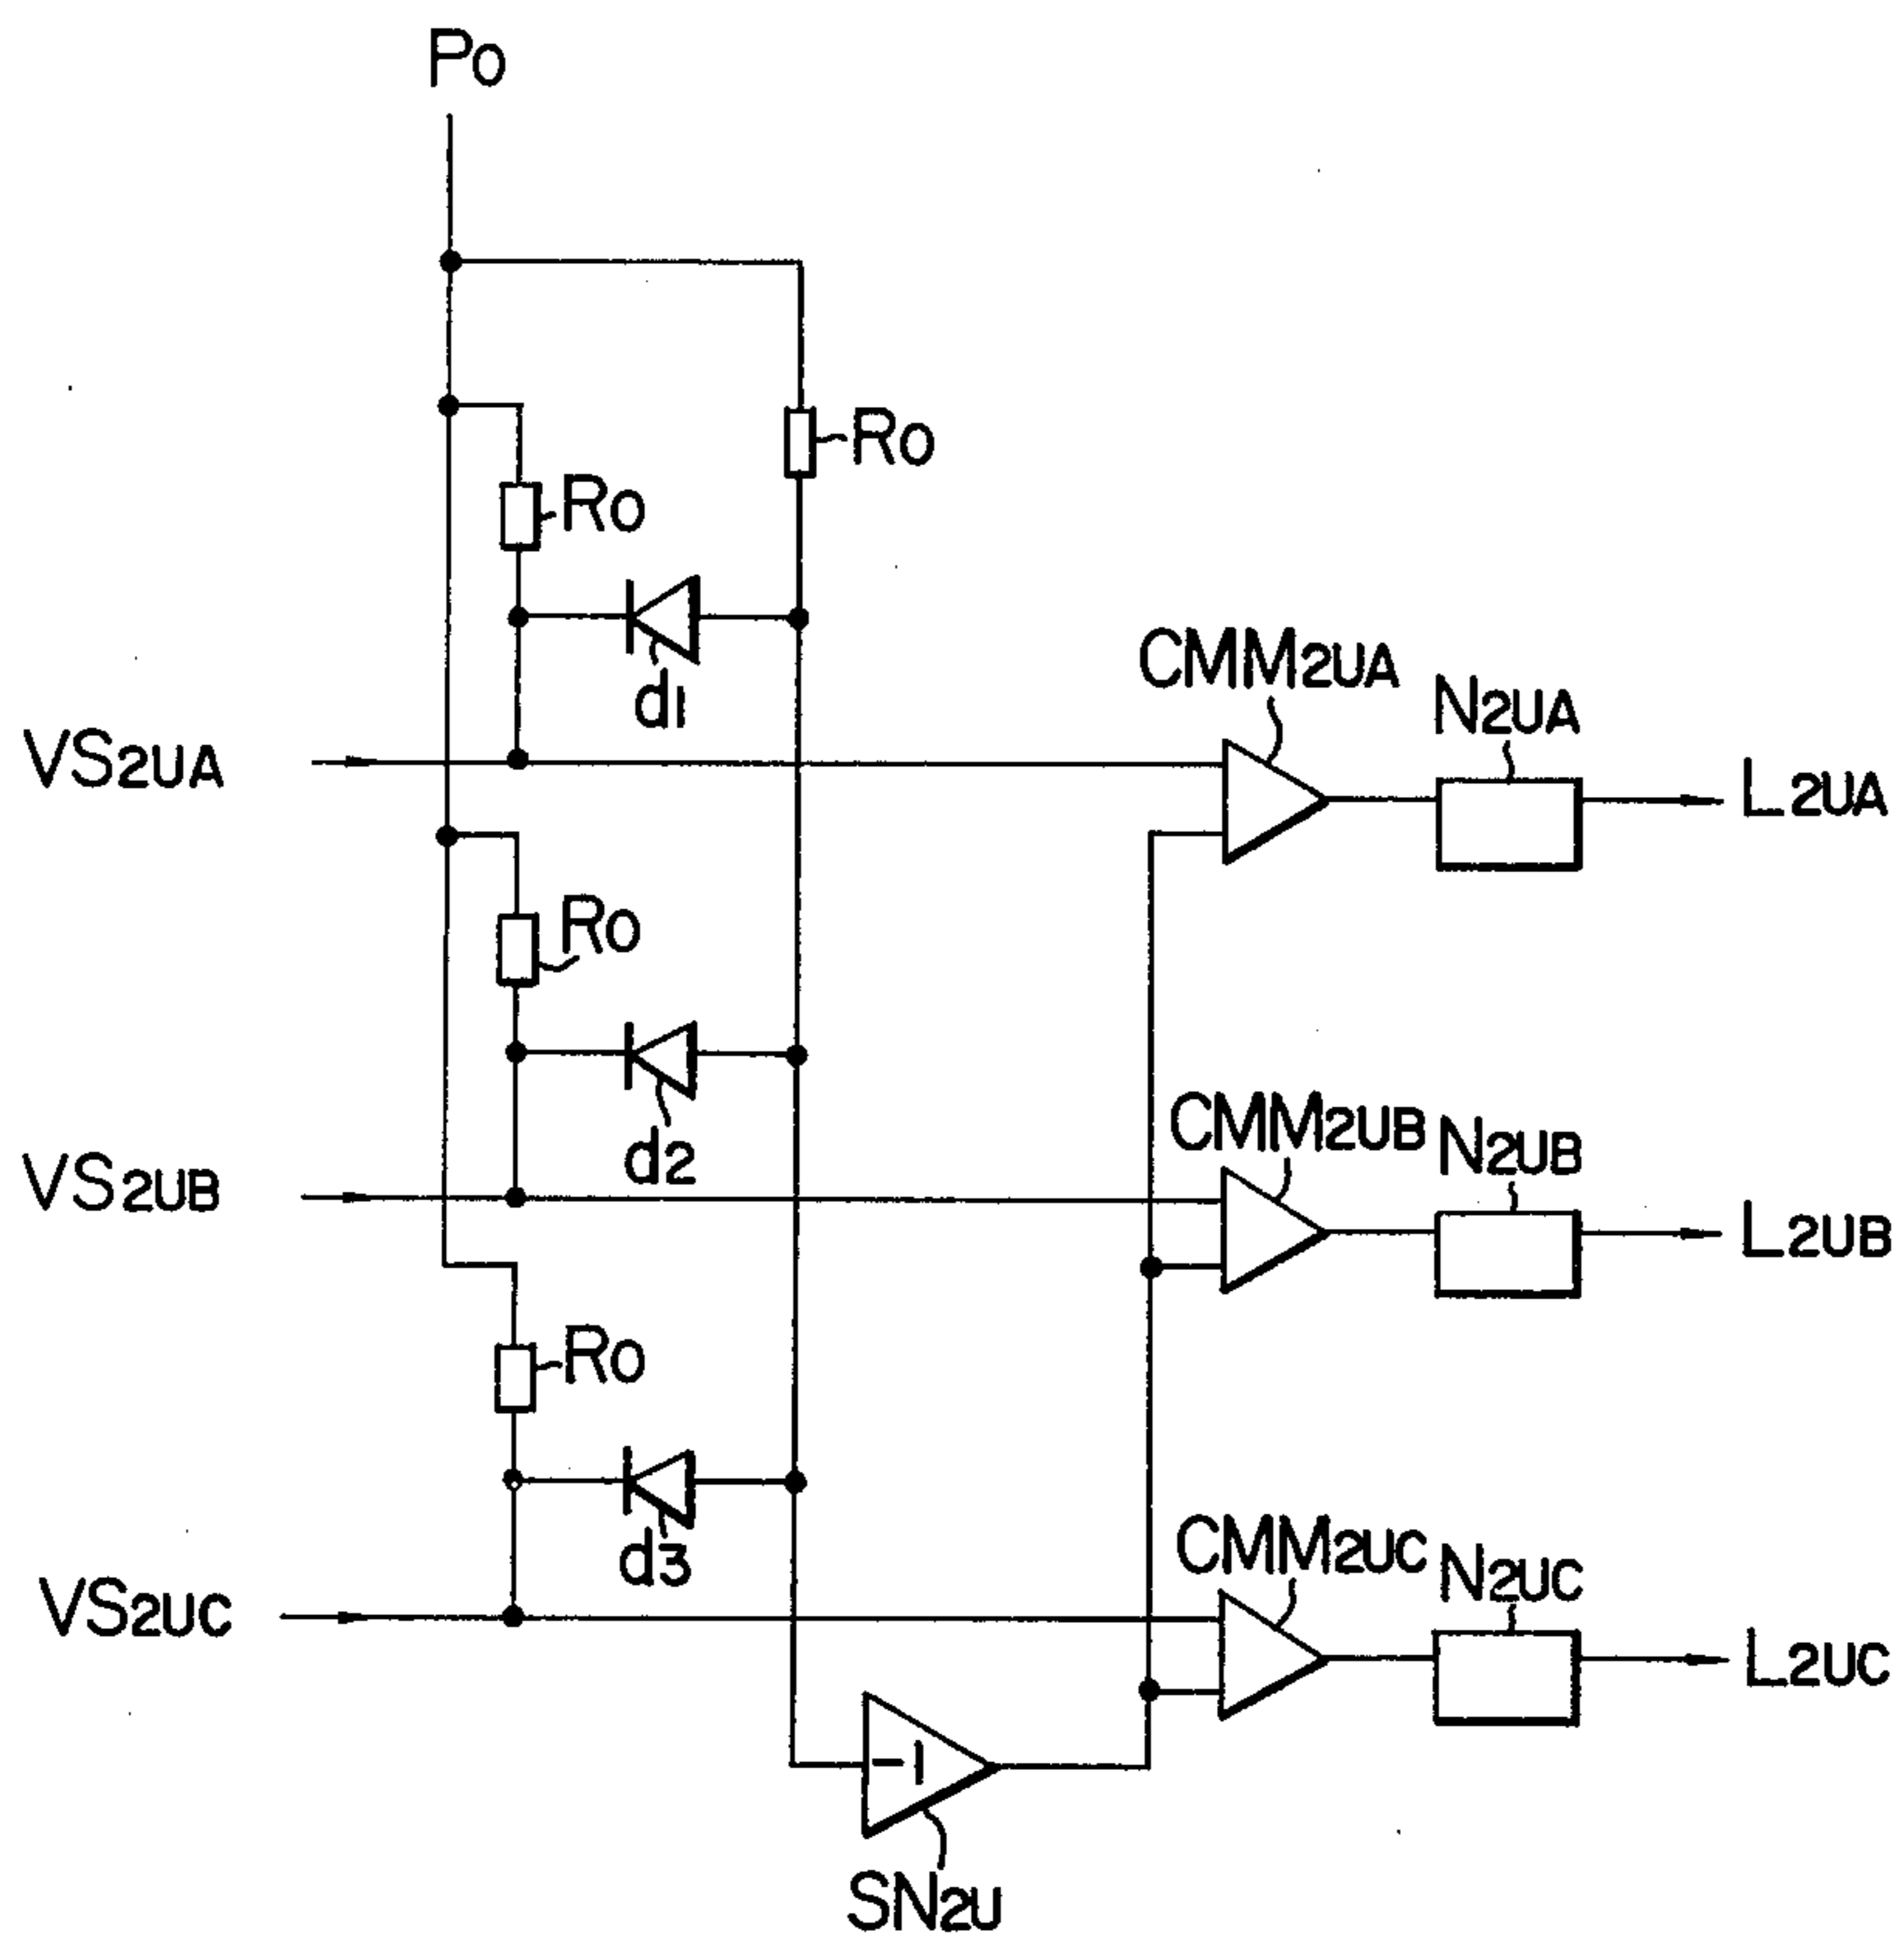 Po
Ro
Ro
d1
CMM2UA
N2UA
VS2UA
L2UA
Ro
d2
CMM2UB
N2UB
VS2UB
L2UB
Ro
d3
CMM2UC
N2UC
VS2UC
L2UC
-1
SN2U